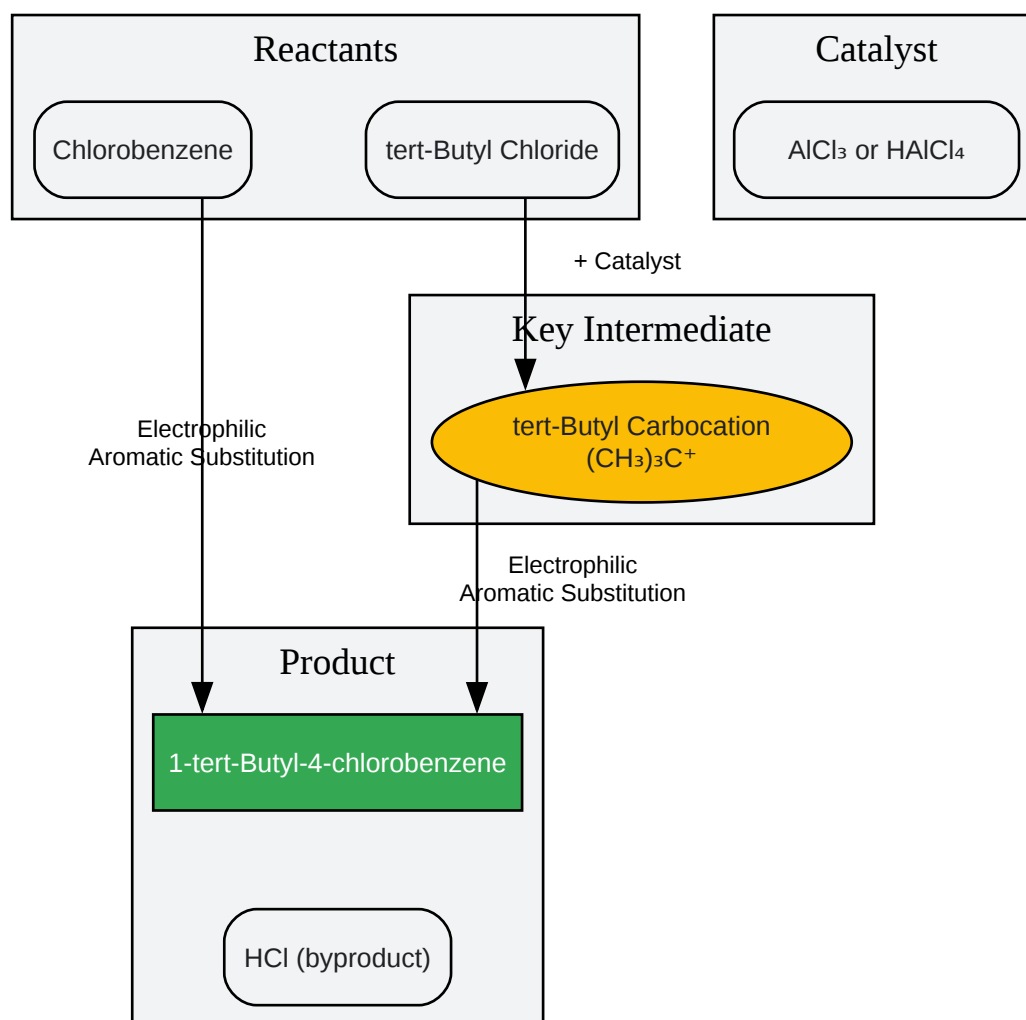 Reactants
Catalyst
Chlorobenzene
tert-Butyl Chloride
AlCl₃ or HAlCl₄
+ Catalyst
Key Intermediate
tert-Butyl Carbocation
(CH₃)₃C⁺
Electrophilic
Aromatic Substitution
Electrophilic
Aromatic Substitution
Product
1-tert-Butyl-4-chlorobenzene
HCl (byproduct)